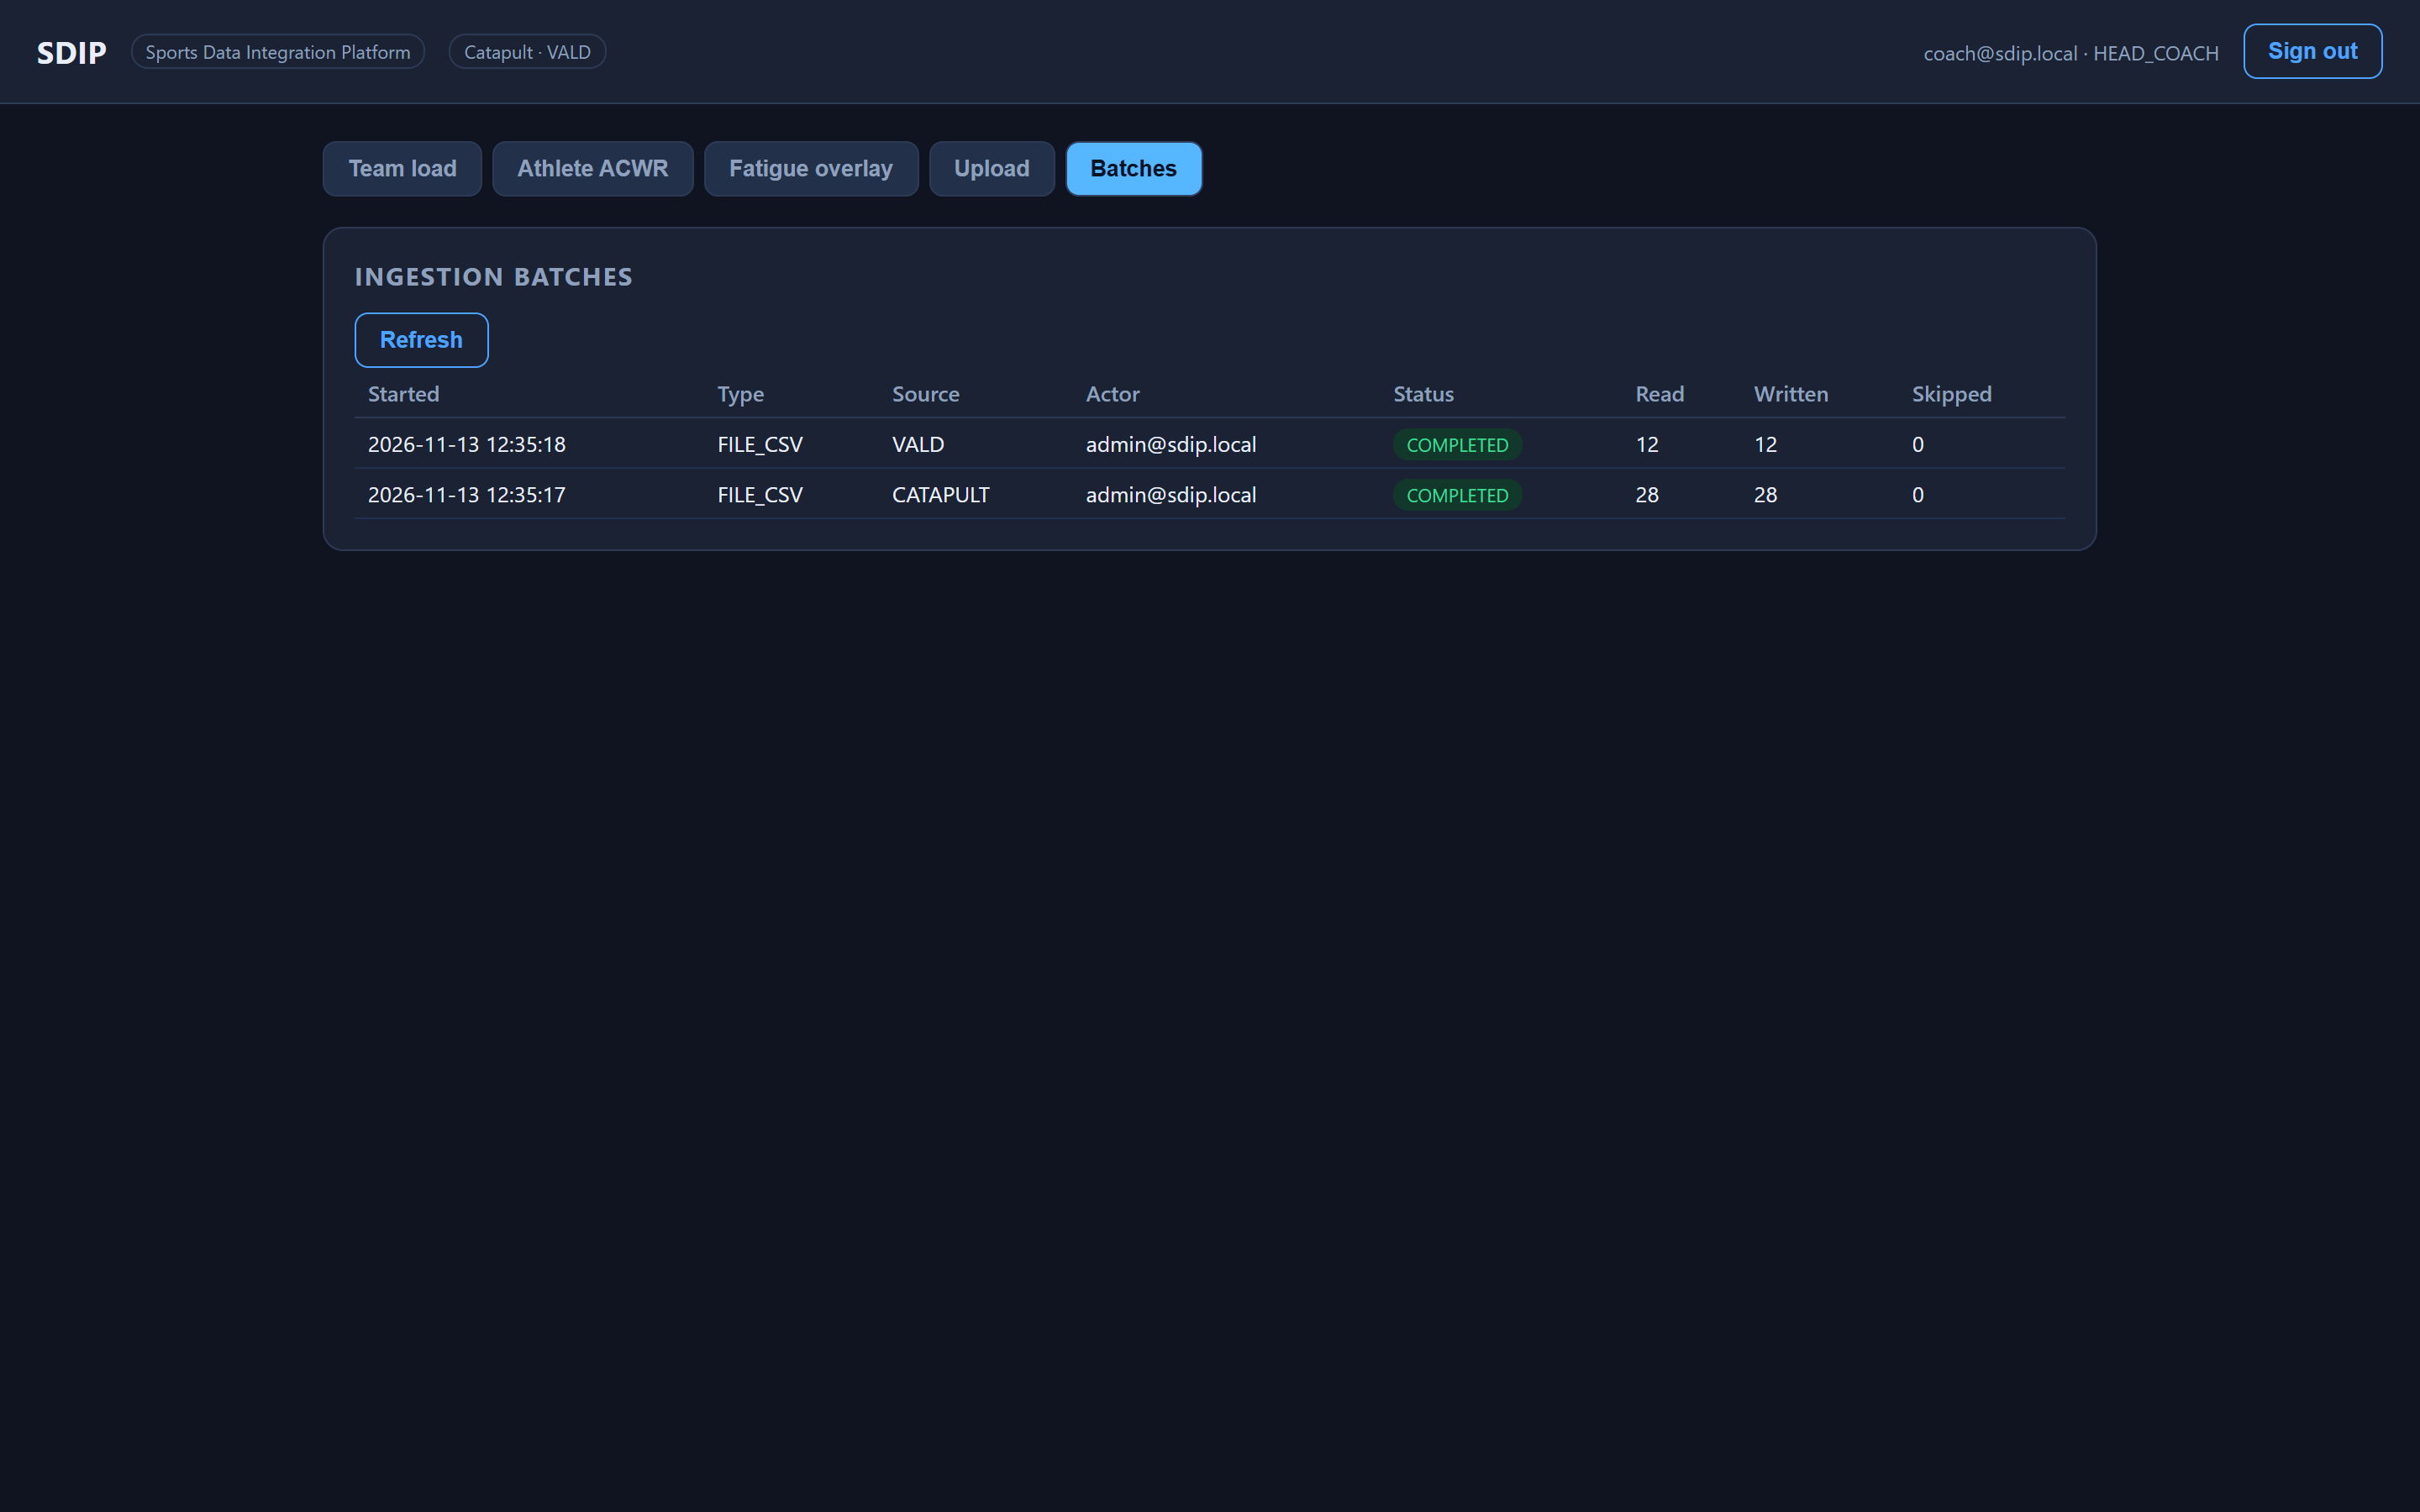 SDIP Sports Data Integration Platform Catapult · VALD coach@sdip.local · HEAD_COACH Sign out
Team load Athlete ACWR Fatigue overlay Upload Batches
INGESTION BATCHES
Refresh
Started Type Source Actor Status Read Written Skipped
2026-11-13 12:35:18 FILE_CSV VALD admin@sdip.local COMPLETED 12 12 0
2026-11-13 12:35:17 FILE_CSV CATAPULT admin@sdip.local COMPLETED 28 28 0